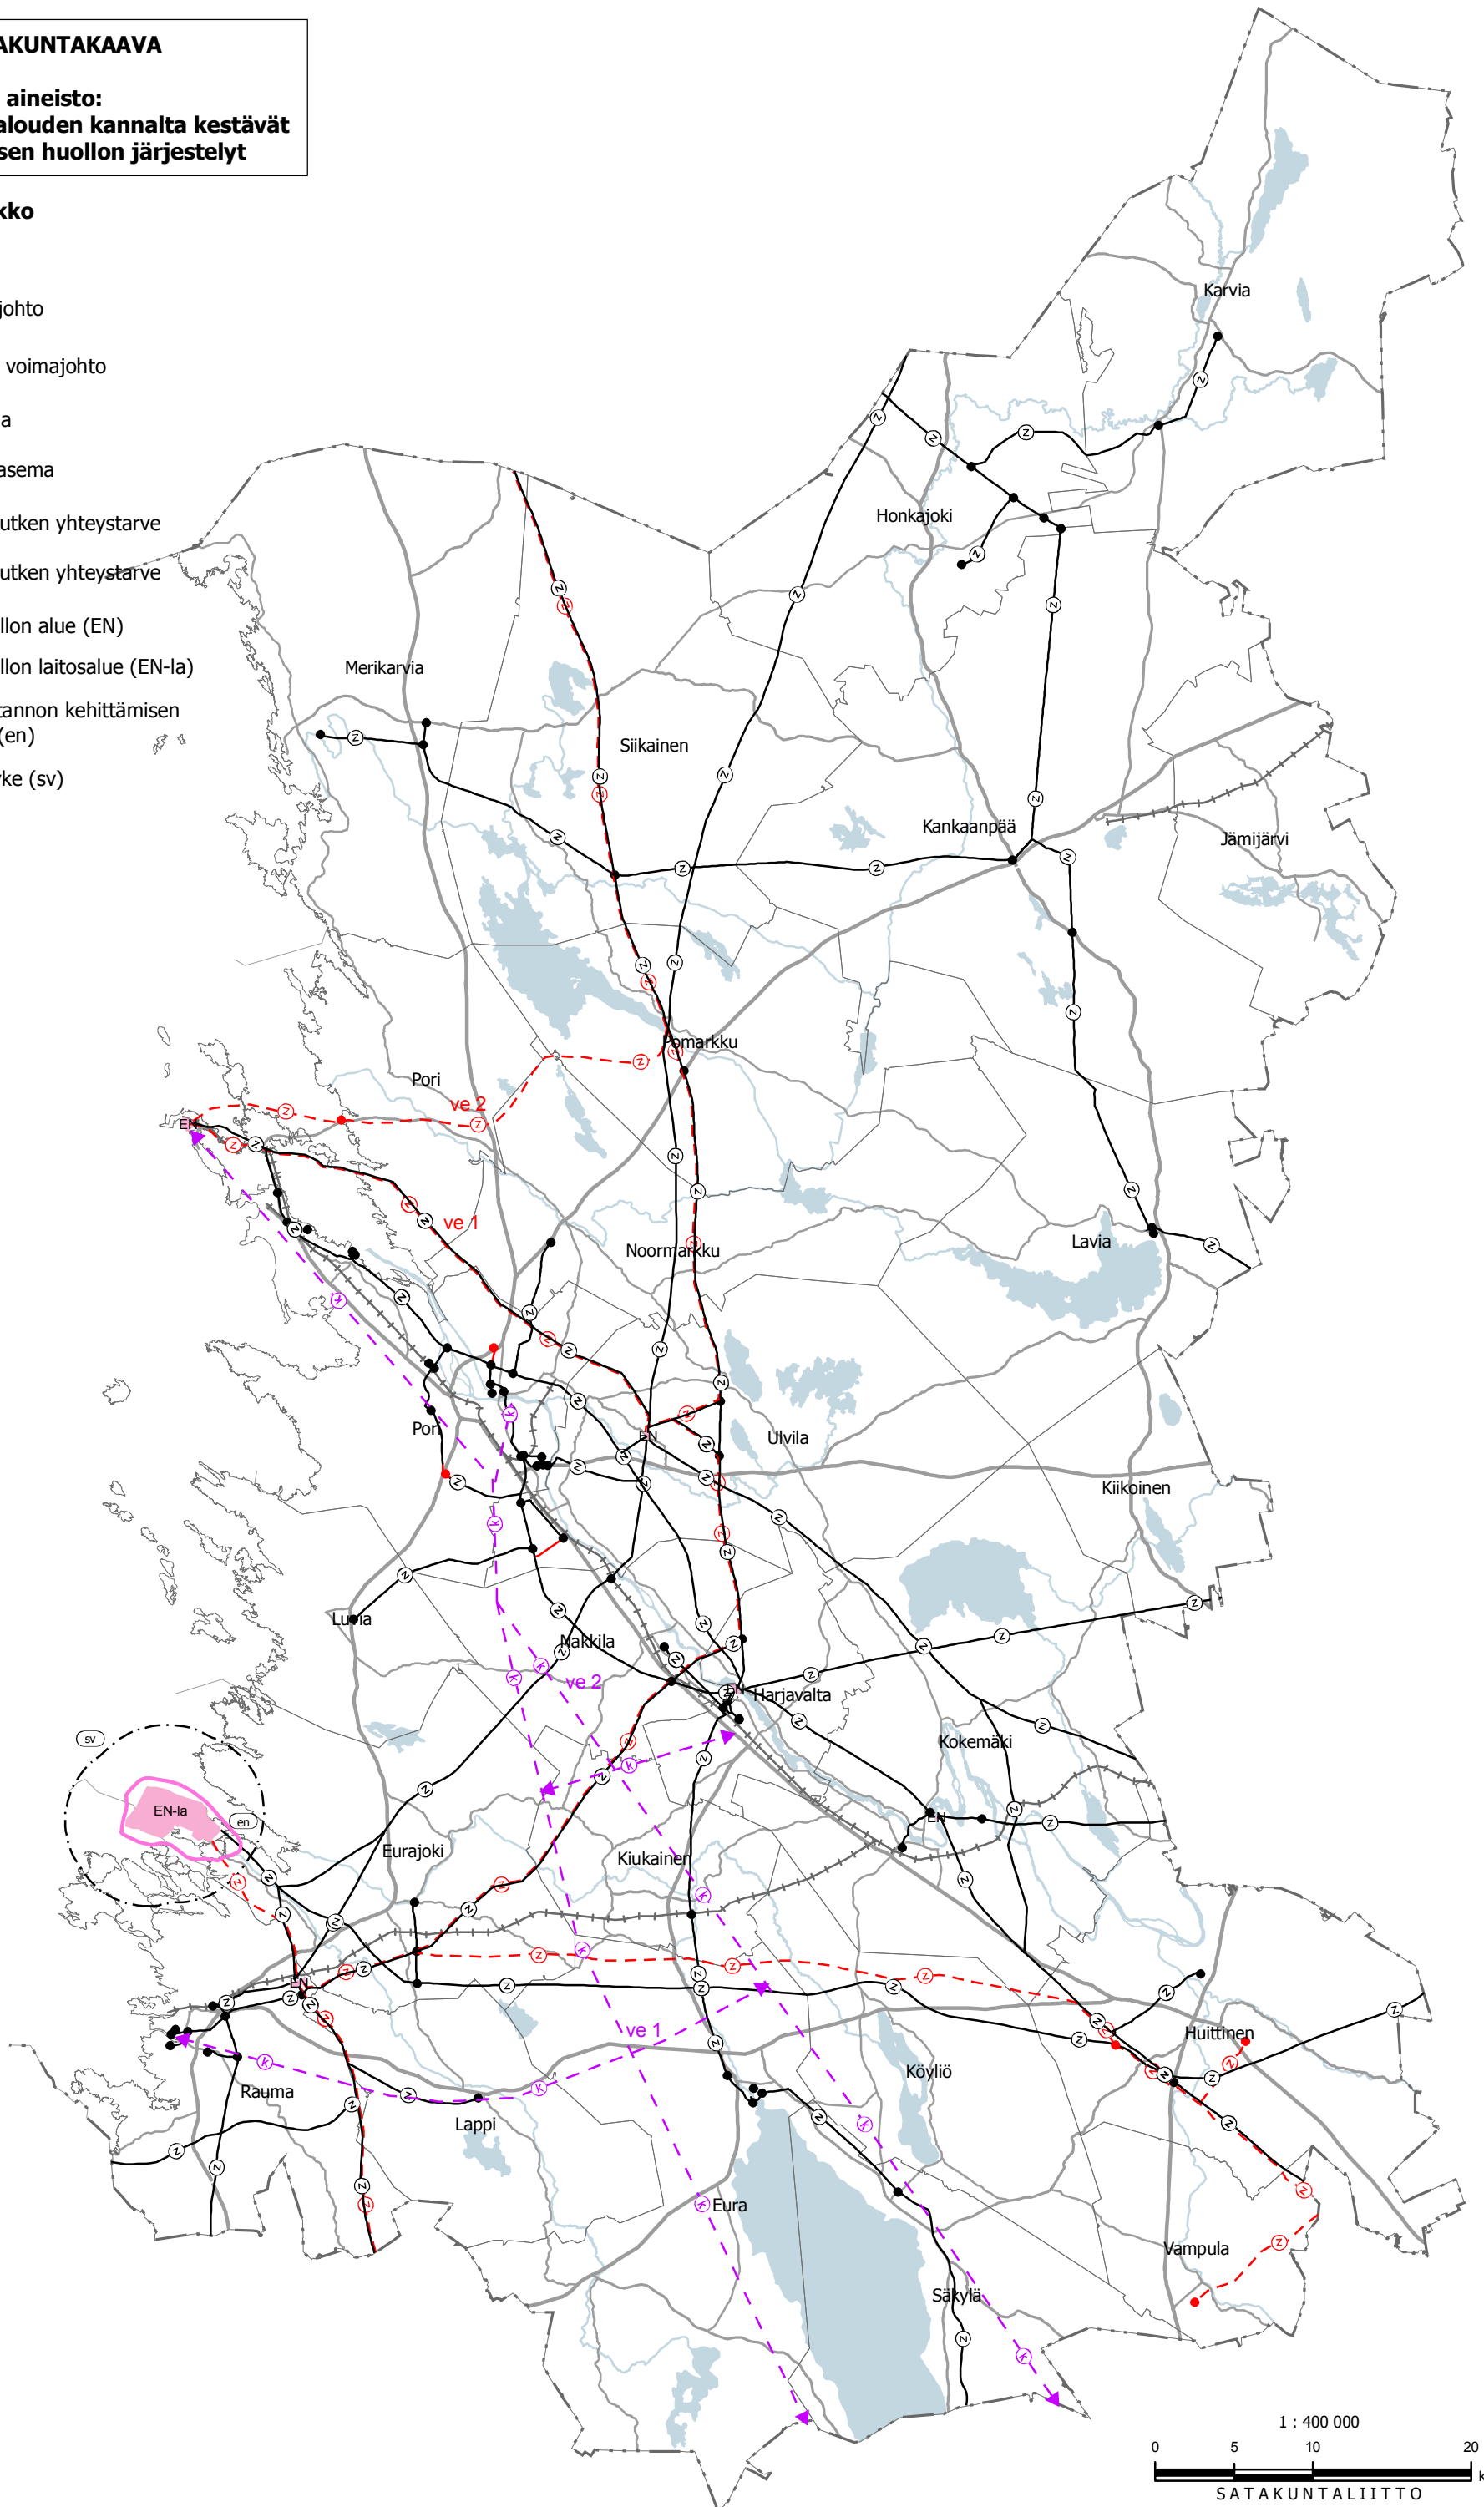 AKUNTAKAAVA
aineisto:
alouden kannalta kestävät
sen huollon järjestelyt
kko
johto
voimajohto
a
asema
utken yhteystarve
utken yhteystarve
llon alue (EN)
llon laitosalue (EN-la)
tannon kehittämisen
(en)
yke (sv)
Karvia
Honkajoki
Merikarvia
Siikainen
Kankaanpää
Jämijärvi
Pomarkku
Pori
ve 2
EN
ve 1
Noormarkku
Lavia
Pori
EN
Ulvila
Kiikoinen
Luvia
Nakkila
ve 2
EN
Harjavalta
Kokemäki
sv
EN-la
en
EN
Eurajoki
Kiukainen
EN
ve 1
Huittinen
Köyliö
Rauma
Lappi
Eura
Vampula
Säkylä
1 : 400 000
0 5 10 20
k
SATAKUNTALIITTO